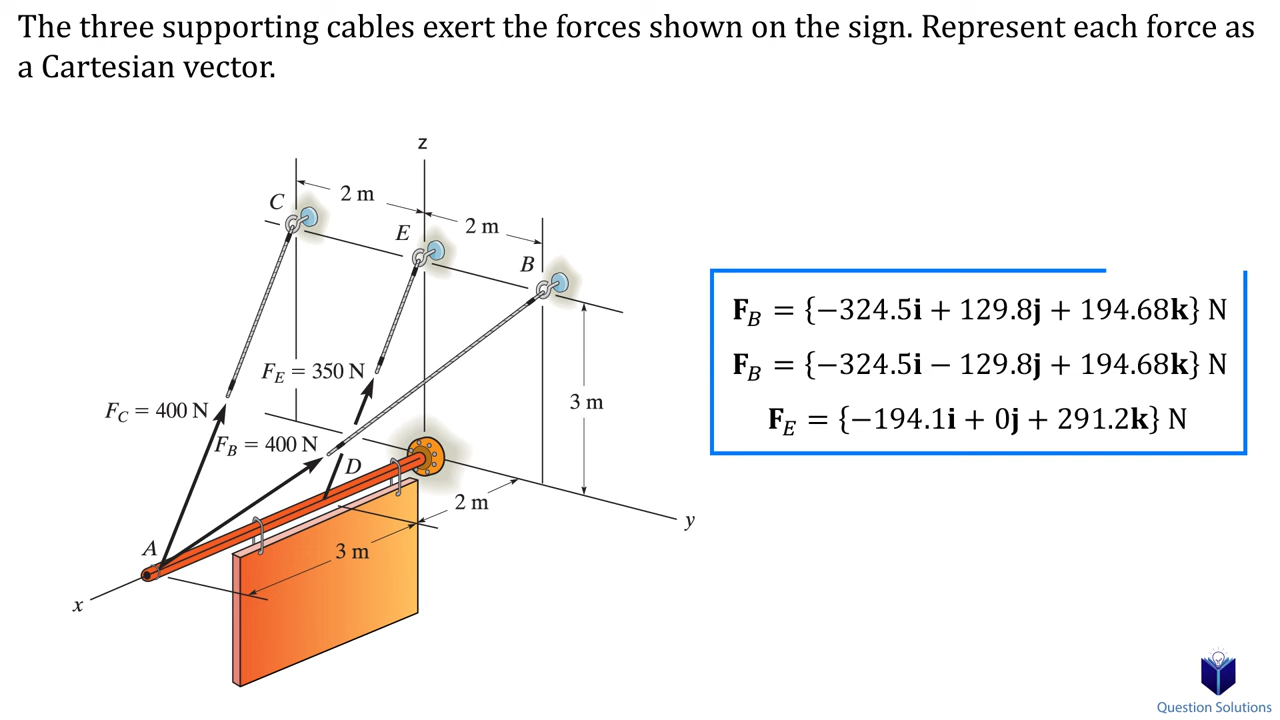 The three supporting cables exert the forces shown on the sign. Represent each force as
a Cartesian vector.
z
2 m
C
2 m
E
B
F_E = 350 N
3 m
F_C = 400 N
F_B = 400 N
D
2 m
y
A
3 m
x
𝐅_B = {−324.5𝐢 + 129.8𝐣 + 194.68𝐤} N
𝐅_B = {−324.5𝐢 − 129.8𝐣 + 194.68𝐤} N
𝐅_E = {−194.1𝐢 + 0𝐣 + 291.2𝐤} N
Question Solutions